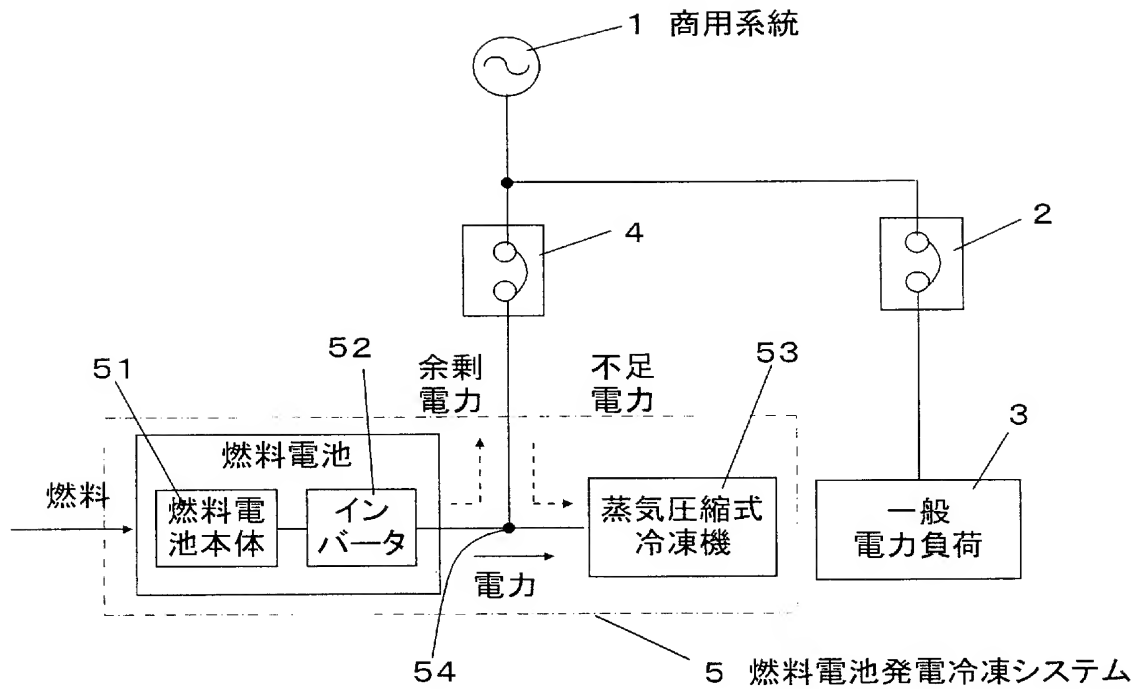 1 商用系統
4
2
51
52
余剰
電力
不足
電力
53
3
燃料
燃料電池
燃料電
池本体
イン
バータ
蒸気圧縮式
冷凍機
一般
電力負荷
電力
54
5 燃料電池発電冷凍システム